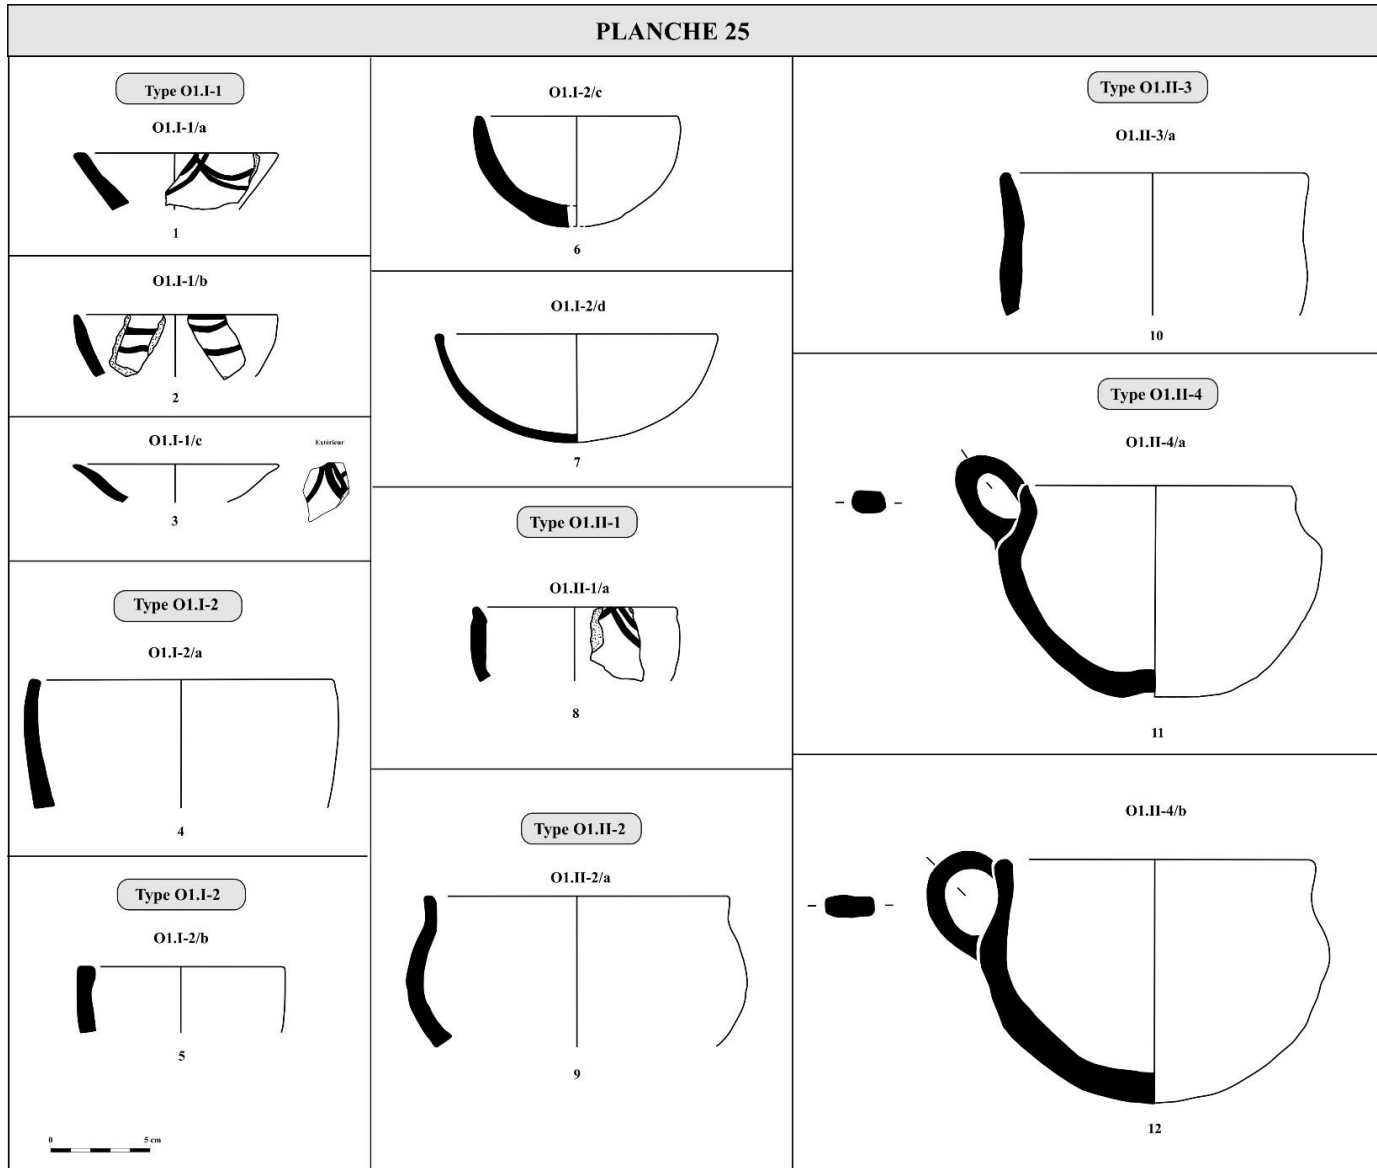 PLANCHE 25
Type O1.I-1
O1.I-1/a
1
O1.I-1/b
2
O1.I-1/c
Extérieur
3
Type O1.I-2
O1.I-2/a
4
Type O1.I-2
O1.I-2/b
5
0 5 cm
O1.I-2/c
6
O1.I-2/d
7
Type O1.II-1
O1.II-1/a
8
Type O1.II-2
O1.II-2/a
9
Type O1.II-3
O1.II-3/a
10
Type O1.II-4
O1.II-4/a
11
O1.II-4/b
12